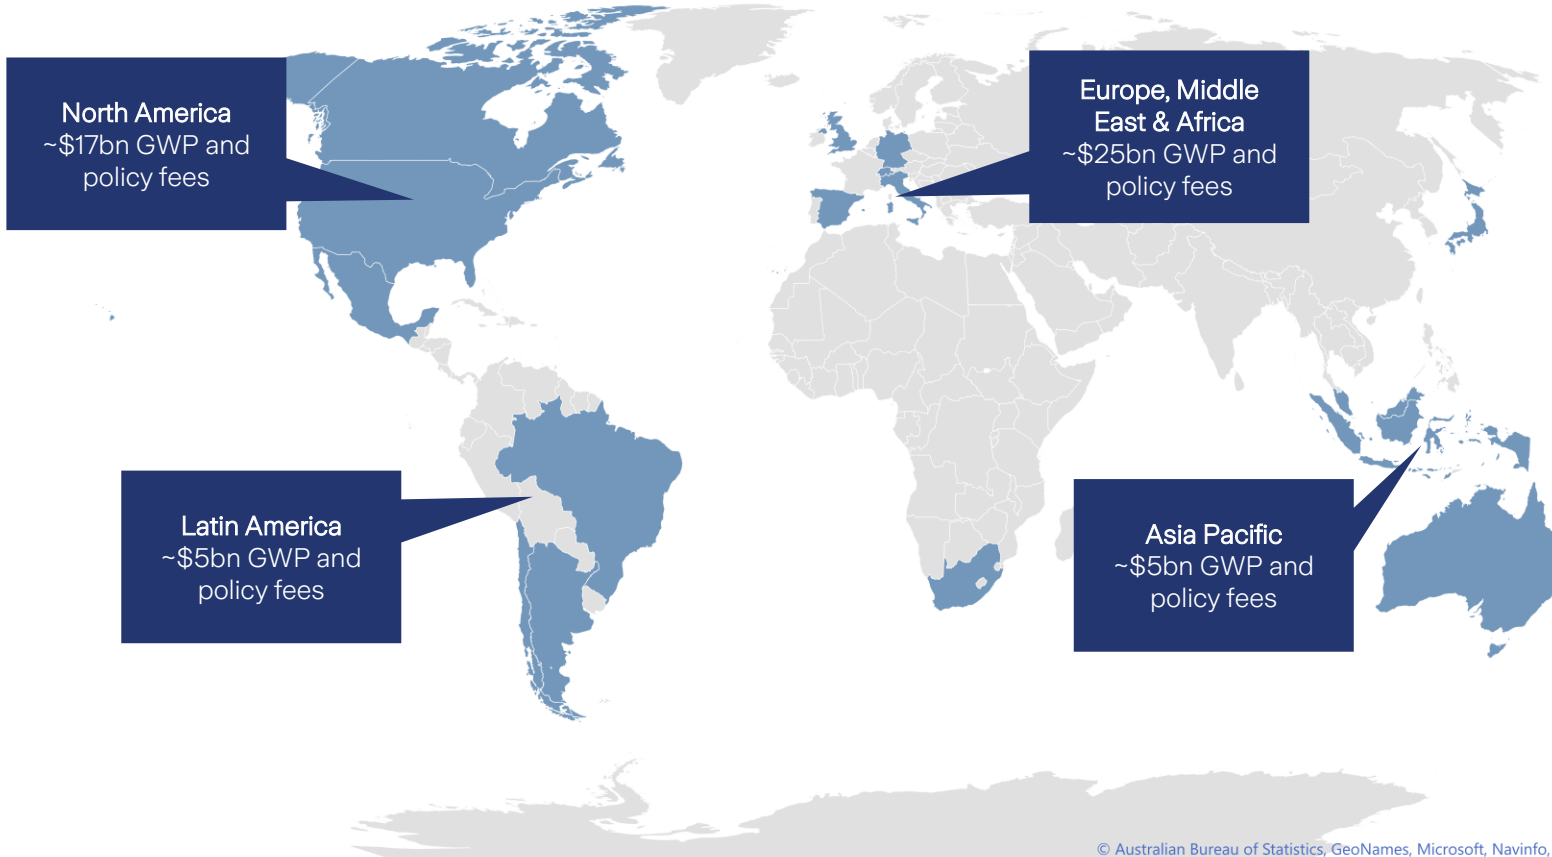 North America
~$17bn GWP and
policy fees
Europe, Middle
East & Africa
~$25bn GWP and
policy fees
Latin America
~$5bn GWP and
policy fees
Asia Pacific
~$5bn GWP and
policy fees
© Australian Bureau of Statistics, GeoNames, Microsoft, Navinfo,